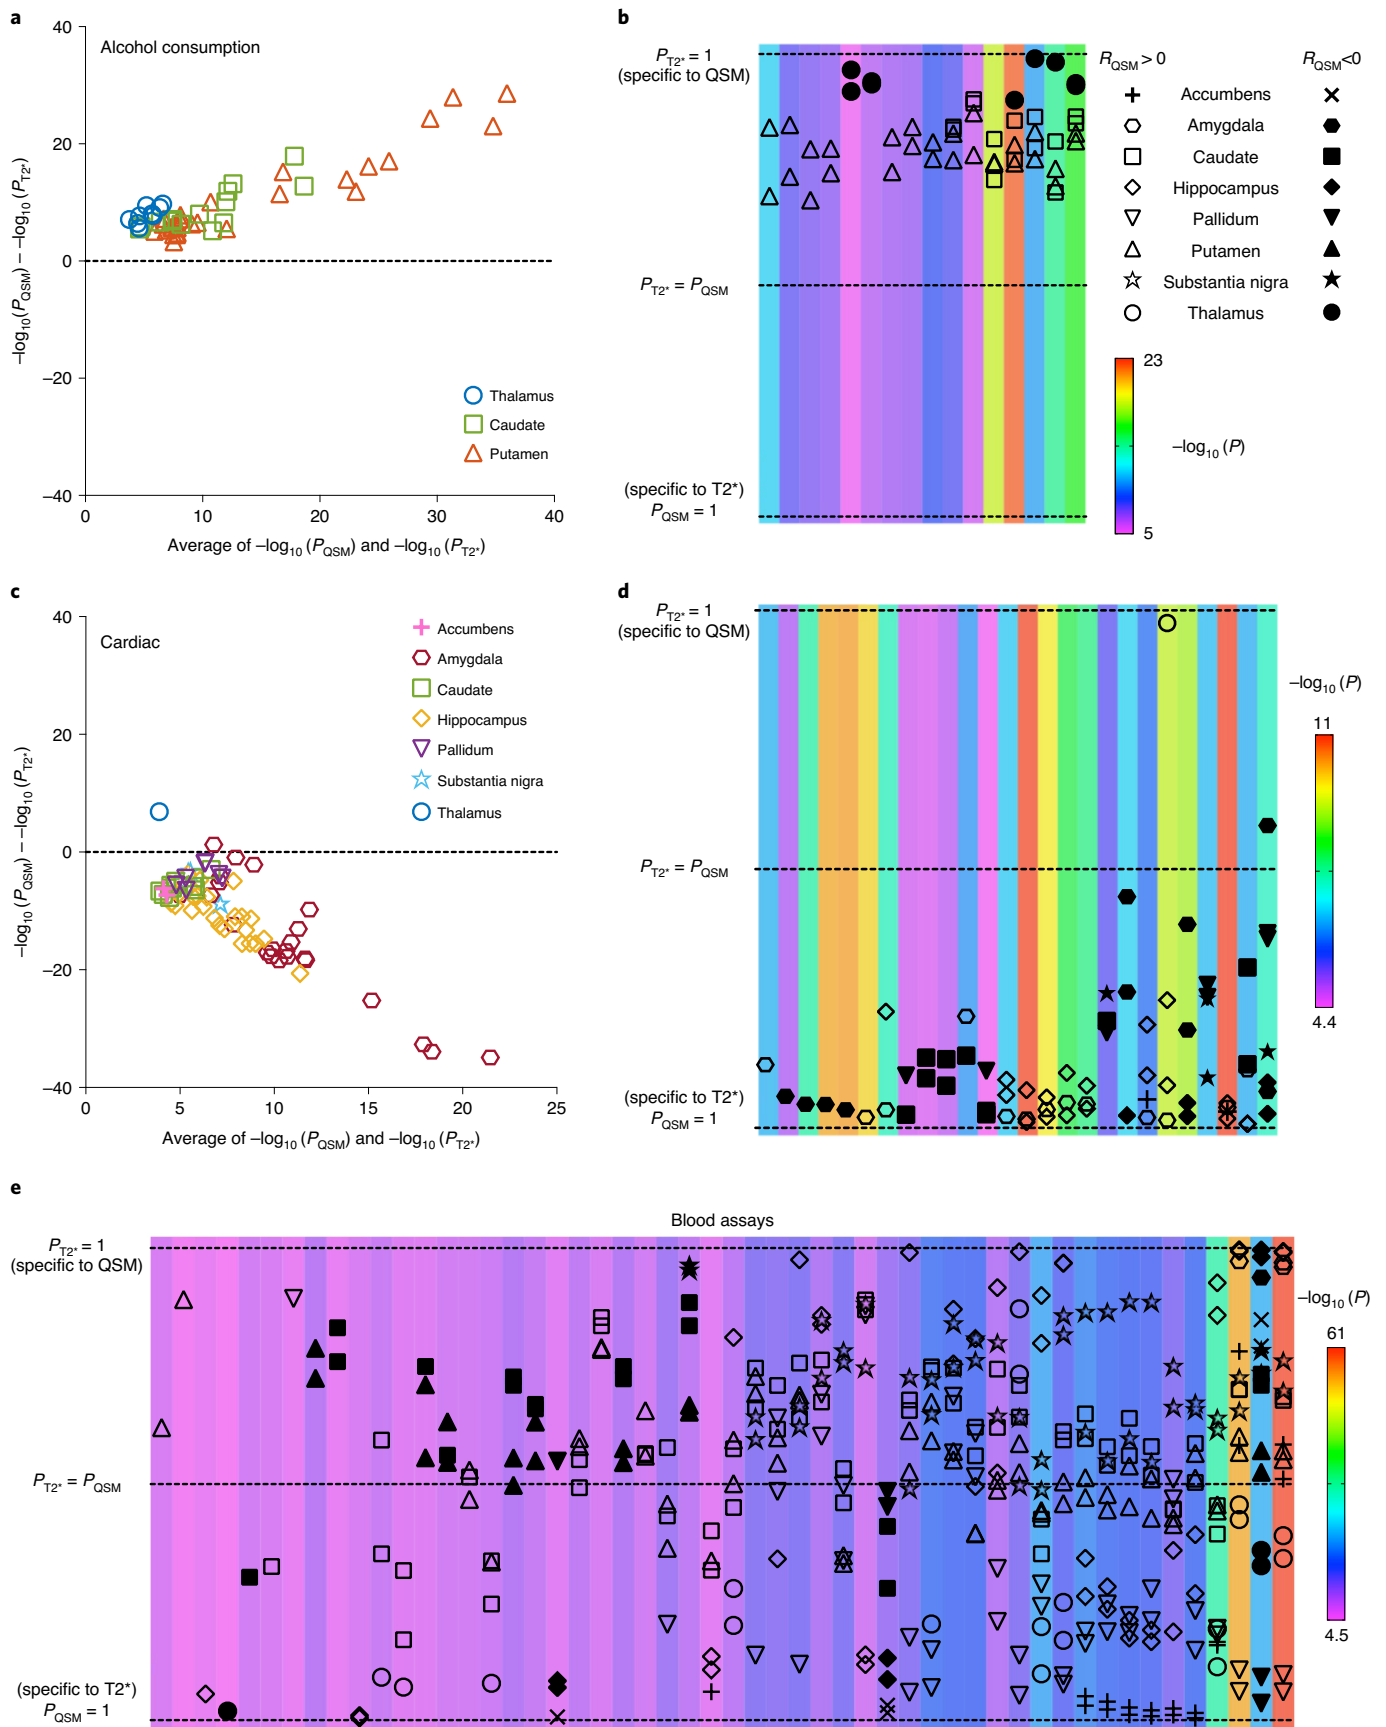 a
40
20
0
−20
−40
0
10
20
30
40
Alcohol consumption
−log10 (PQSM) − −log10 (PT2*)
Average of −log10 (PQSM) and −log10 (PT2*)
Thalamus
Caudate
Putamen
b
PT2* = 1
(specific to QSM)
PT2* = PQSM
(specific to T2*)
PQSM = 1
RQSM > 0
RQSM<0
Accumbens
Amygdala
Caudate
Hippocampus
Pallidum
Putamen
Substantia nigra
Thalamus
23
−log10 (P)
5
c
40
20
0
−20
−40
0
5
10
15
20
25
Cardiac
−log10 (PQSM) − −log10 (PT2*)
Average of −log10 (PQSM) and −log10 (PT2*)
Accumbens
Amygdala
Caudate
Hippocampus
Pallidum
Substantia nigra
Thalamus
d
PT2* = 1
(specific to QSM)
PT2* = PQSM
(specific to T2*)
PQSM = 1
−log10 (P)
11
4.4
e
Blood assays
PT2* = 1
(specific to QSM)
PT2* = PQSM
(specific to T2*)
PQSM = 1
−log10 (P)
61
4.5